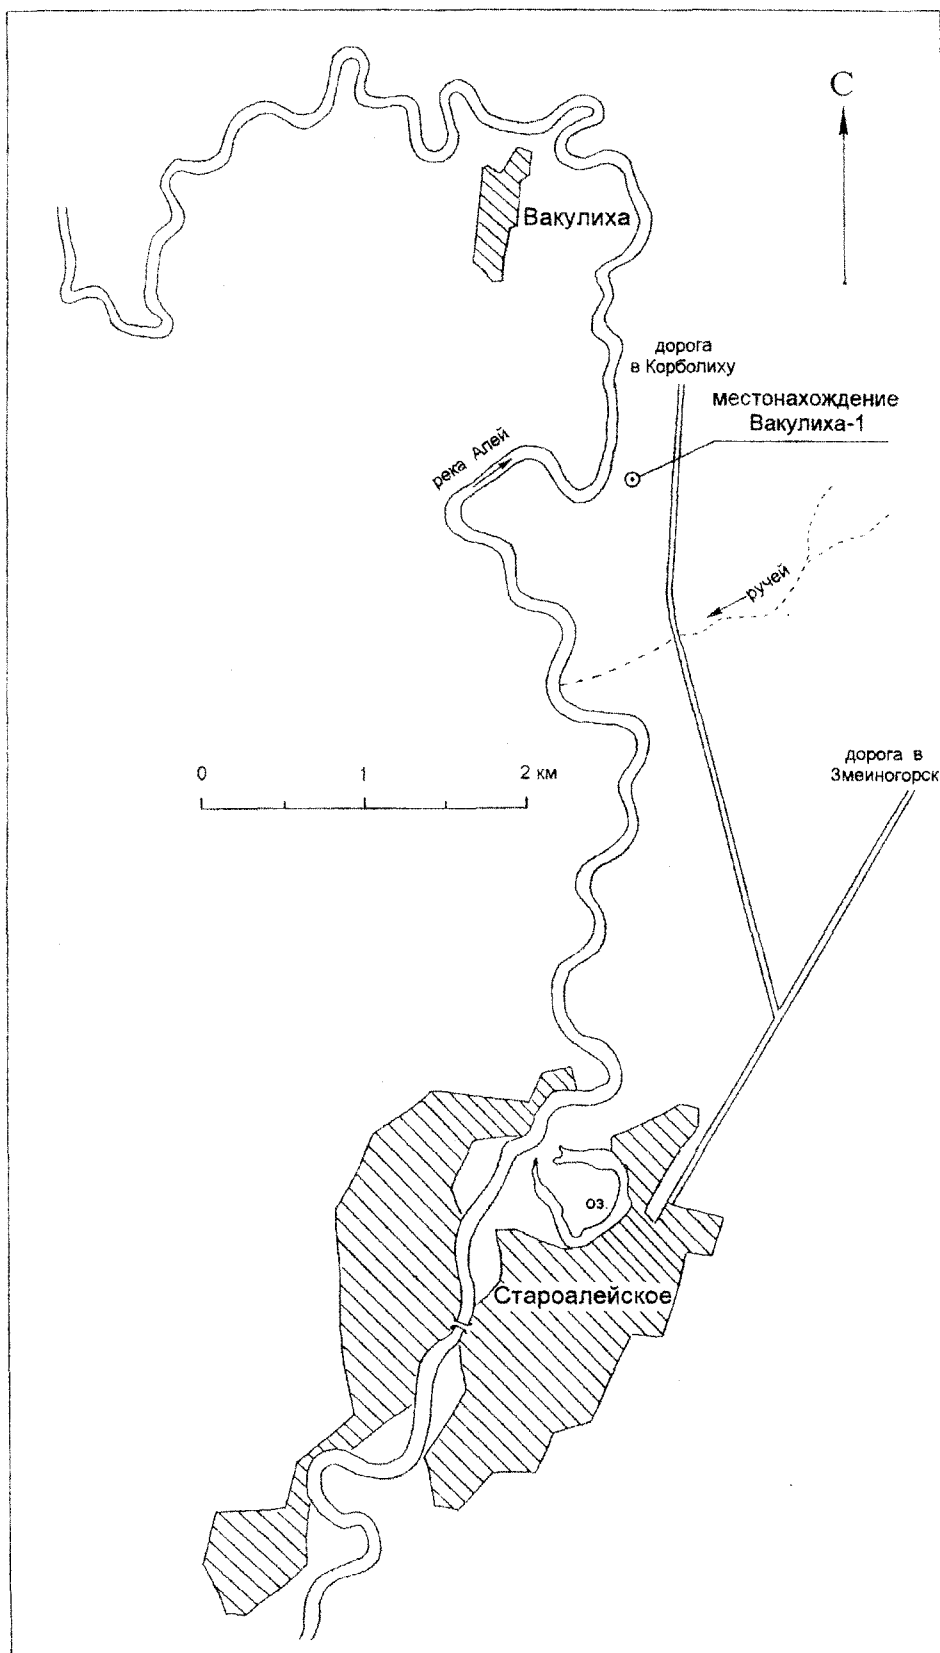 С
Вакулиха
дорога
в Корболиху
местонахождение
Вакулиха-1
река Алей
ручей
дорога в
Змеиногорск
0 1 2 км
оз.
Староалейское